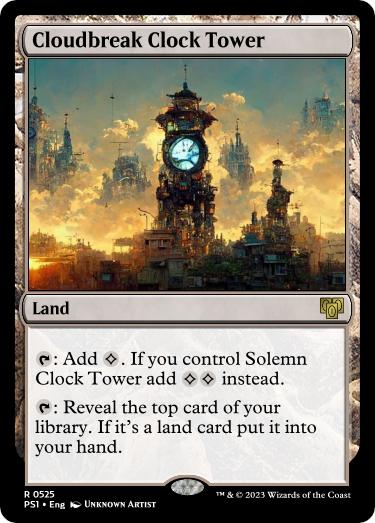 Cloudbreak Clock Tower
Land
T: Add ◇. If you control Solemn
Clock Tower add ◇◇ instead.
T: Reveal the top card of your
library. If it's a land card put it into
your hand.
R 0525
PS1 • Eng Unknown Artist
™ & © 2023 Wizards of the Coast